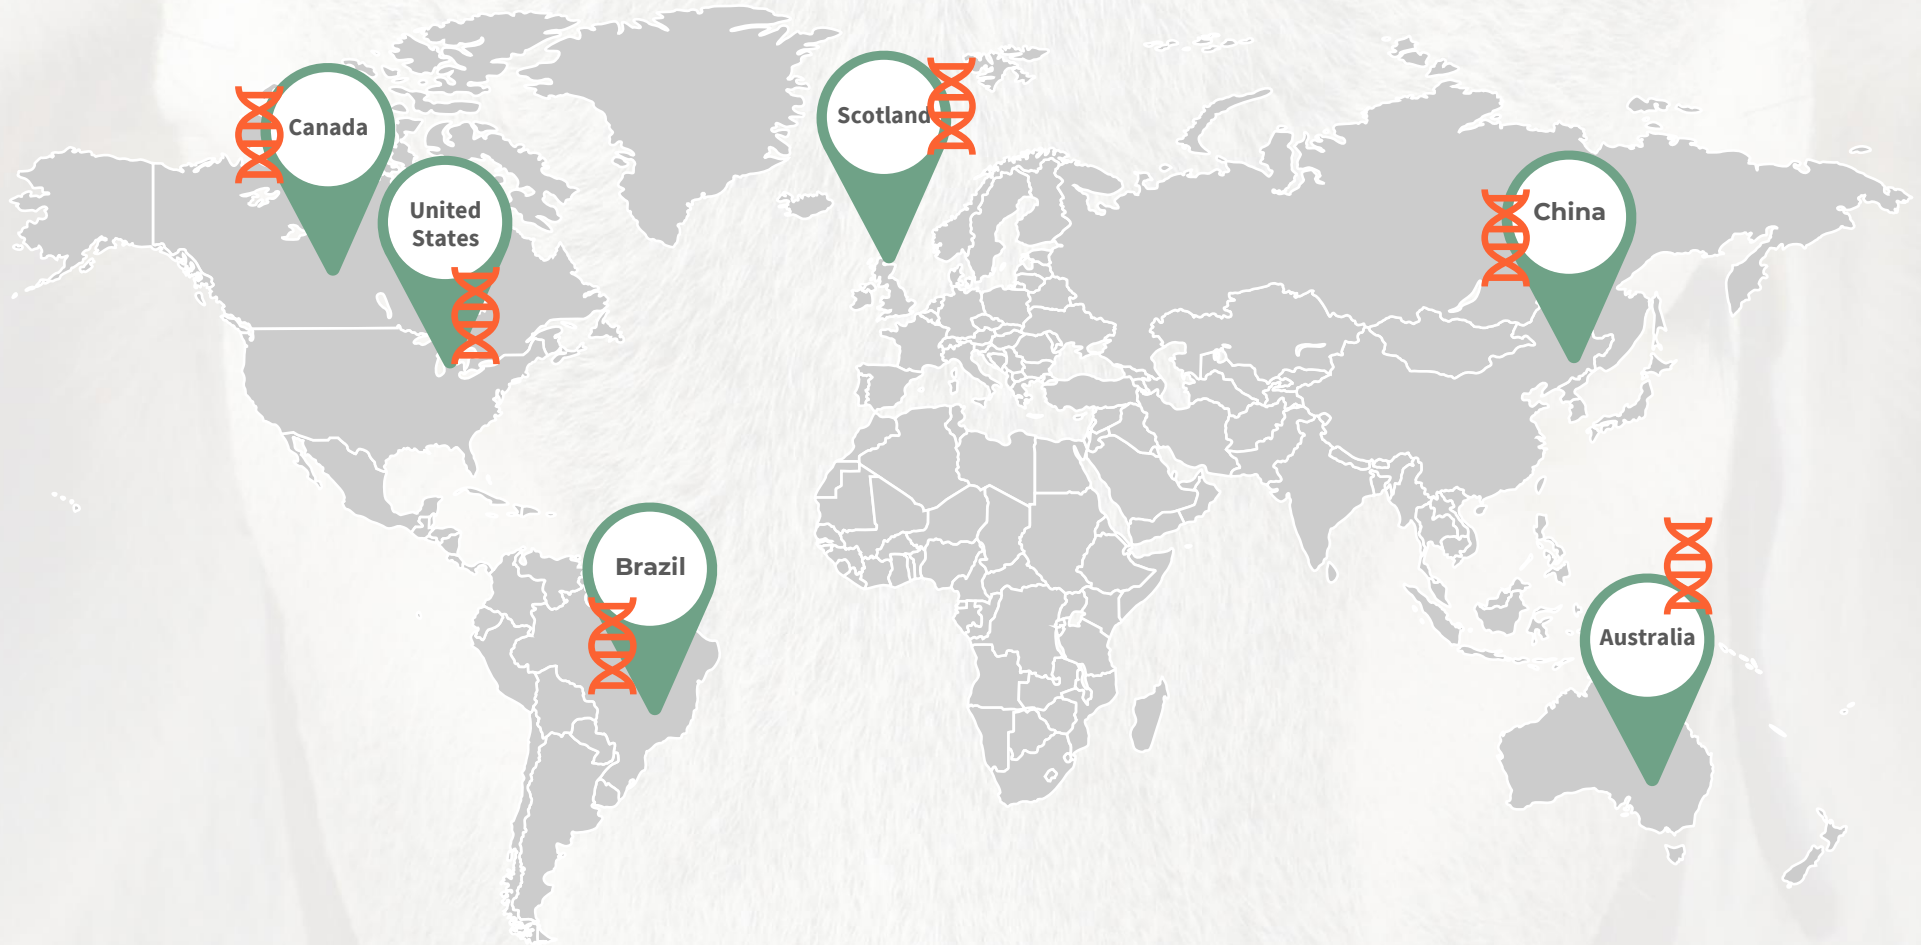 Canada
Scotland
United
States
China
Brazil
Australia